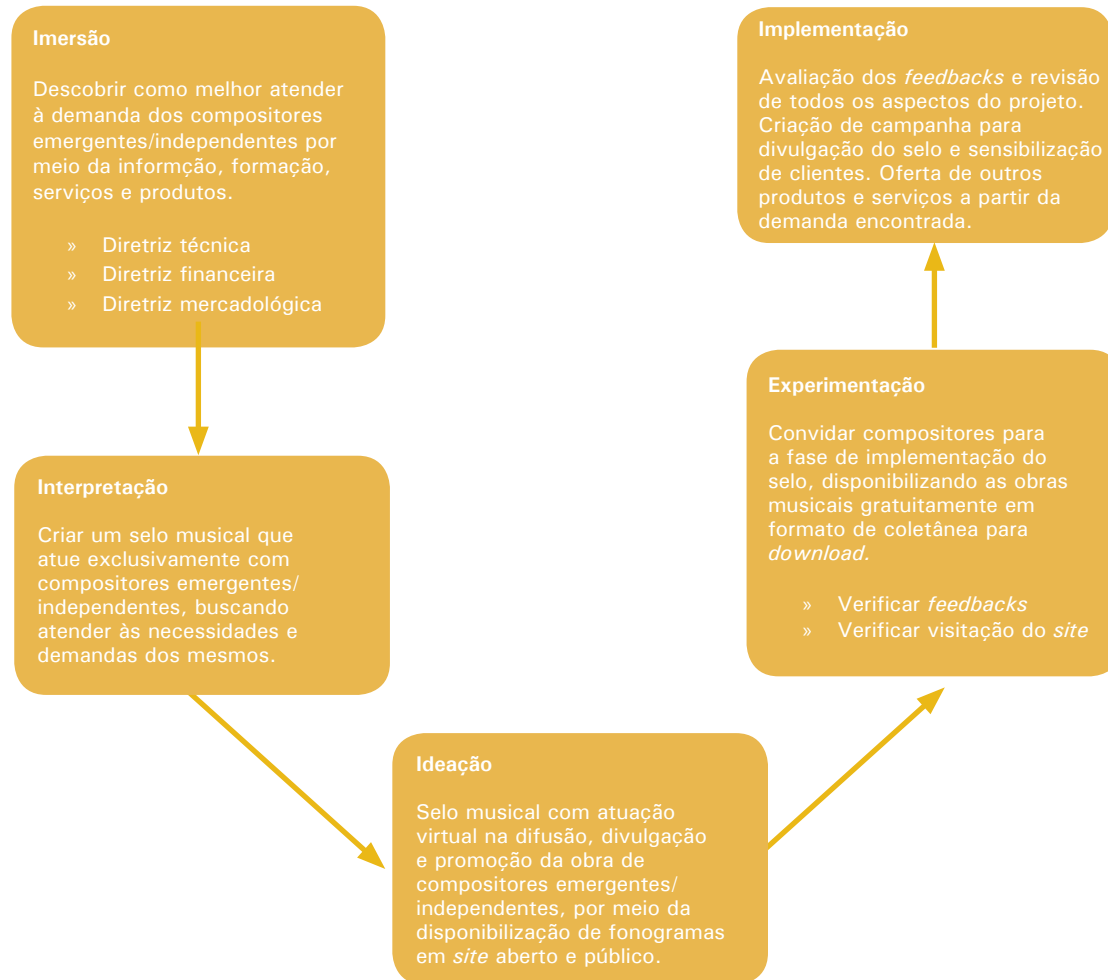 Imersão
Descobrir como melhor atender
à demanda dos compositores
emergentes/independentes por
meio da informção, formação,
serviços e produtos.
» Diretriz técnica
» Diretriz financeira
» Diretriz mercadológica
Interpretação
Criar um selo musical que
atue exclusivamente com
compositores emergentes/
independentes, buscando
atender às necessidades e
demandas dos mesmos.
Ideação
Selo musical com atuação
virtual na difusão, divulgação
e promoção da obra de
compositores emergentes/
independentes, por meio da
disponibilização de fonogramas
em site aberto e público.
Experimentação
Convidar compositores para
a fase de implementação do
selo, disponibilizando as obras
musicais gratuitamente em
formato de coletânea para
download.
» Verificar feedbacks
» Verificar visitação do site
Implementação
Avaliação dos feedbacks e revisão
de todos os aspectos do projeto.
Criação de campanha para
divulgação do selo e sensibilização
de clientes. Oferta de outros
produtos e serviços a partir da
demanda encontrada.